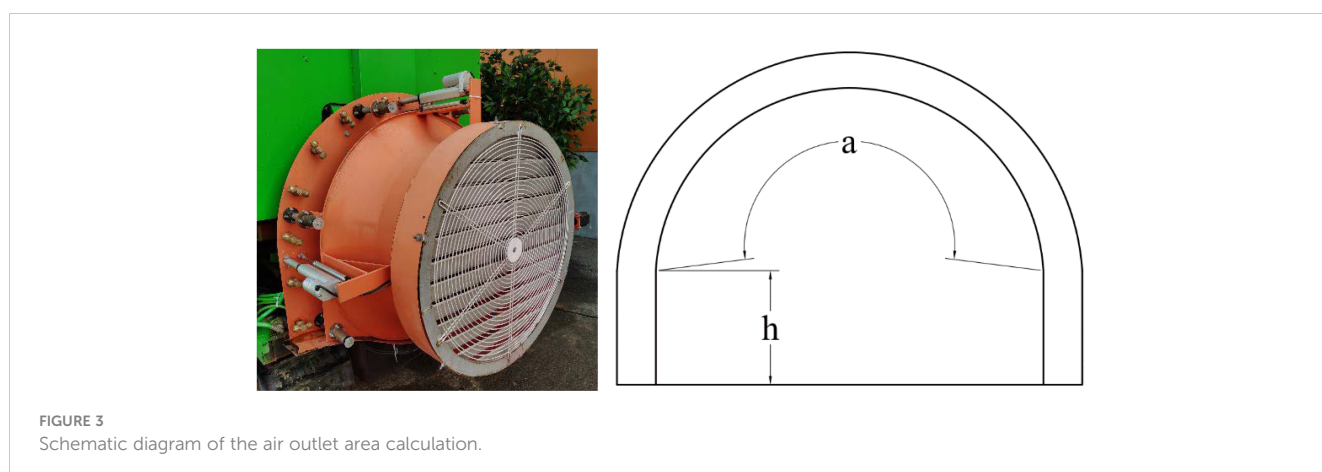 a
h
FIGURE 3
Schematic diagram of the air outlet area calculation.